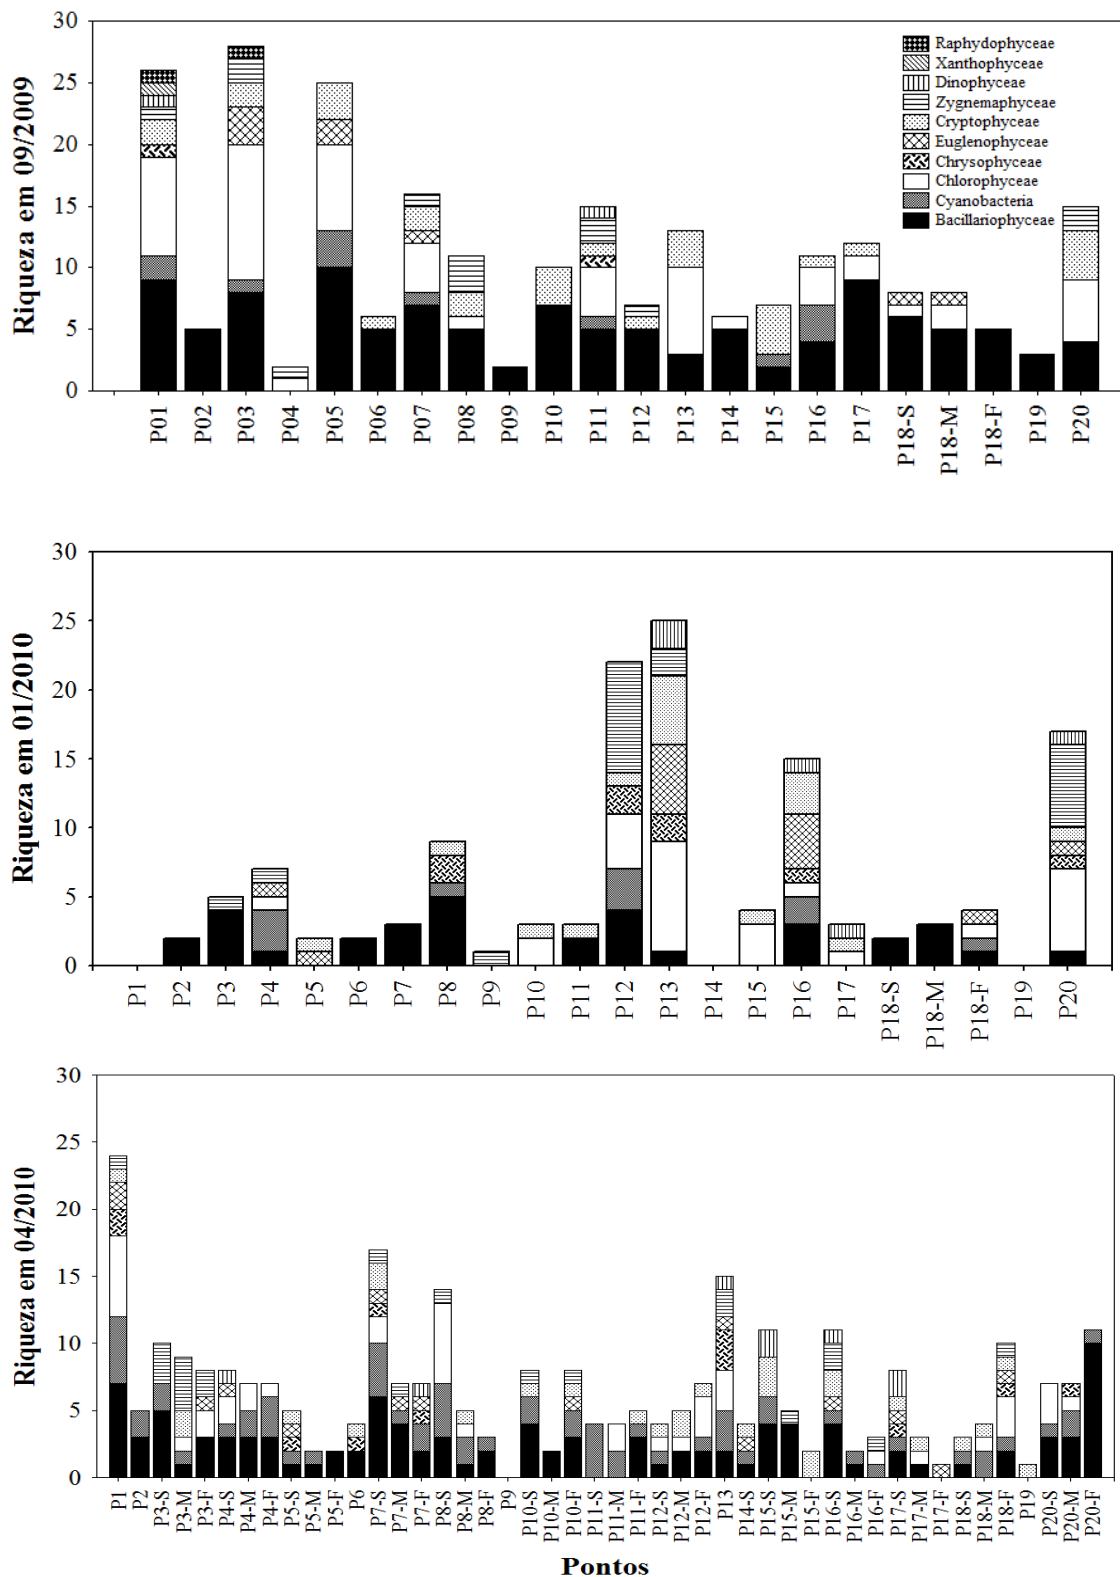 Riqueza em 09/2009
30
25
20
15
10
5
0
Raphydophyceae
Xanthophyceae
Dinophyceae
Zygnemaphyceae
Cryptophyceae
Euglenophyceae
Chrysophyceae
Chlorophyceae
Cyanobacteria
Bacillariophyceae
P01 P02 P03 P04 P05 P06 P07 P08 P09 P10 P11 P12 P13 P14 P15 P16 P17 P18-S P18-M P18-F P19 P20
Riqueza em 01/2010
30
25
20
15
10
5
0
P1 P2 P3 P4 P5 P6 P7 P8 P9 P10 P11 P12 P13 P14 P15 P16 P17 P18-S P18-M P18-F P19 P20
Riqueza em 04/2010
30
25
20
15
10
5
0
P1 P2 P3-S P3-M P3-F P4-S P4-M P4-F P5-S P5-M P5-F P6 P7-S P7-M P7-F P8-S P8-M P8-F P9 P10-S P10-M P10-F P11-S P11-M P11-F P12-S P12-M P12-F P13 P14-S P15-S P15-M P15-F P16-S P16-M P16-F P17-S P17-M P17-F P18-S P18-M P18-F P19 P20-S P20-M P20-F
Pontos